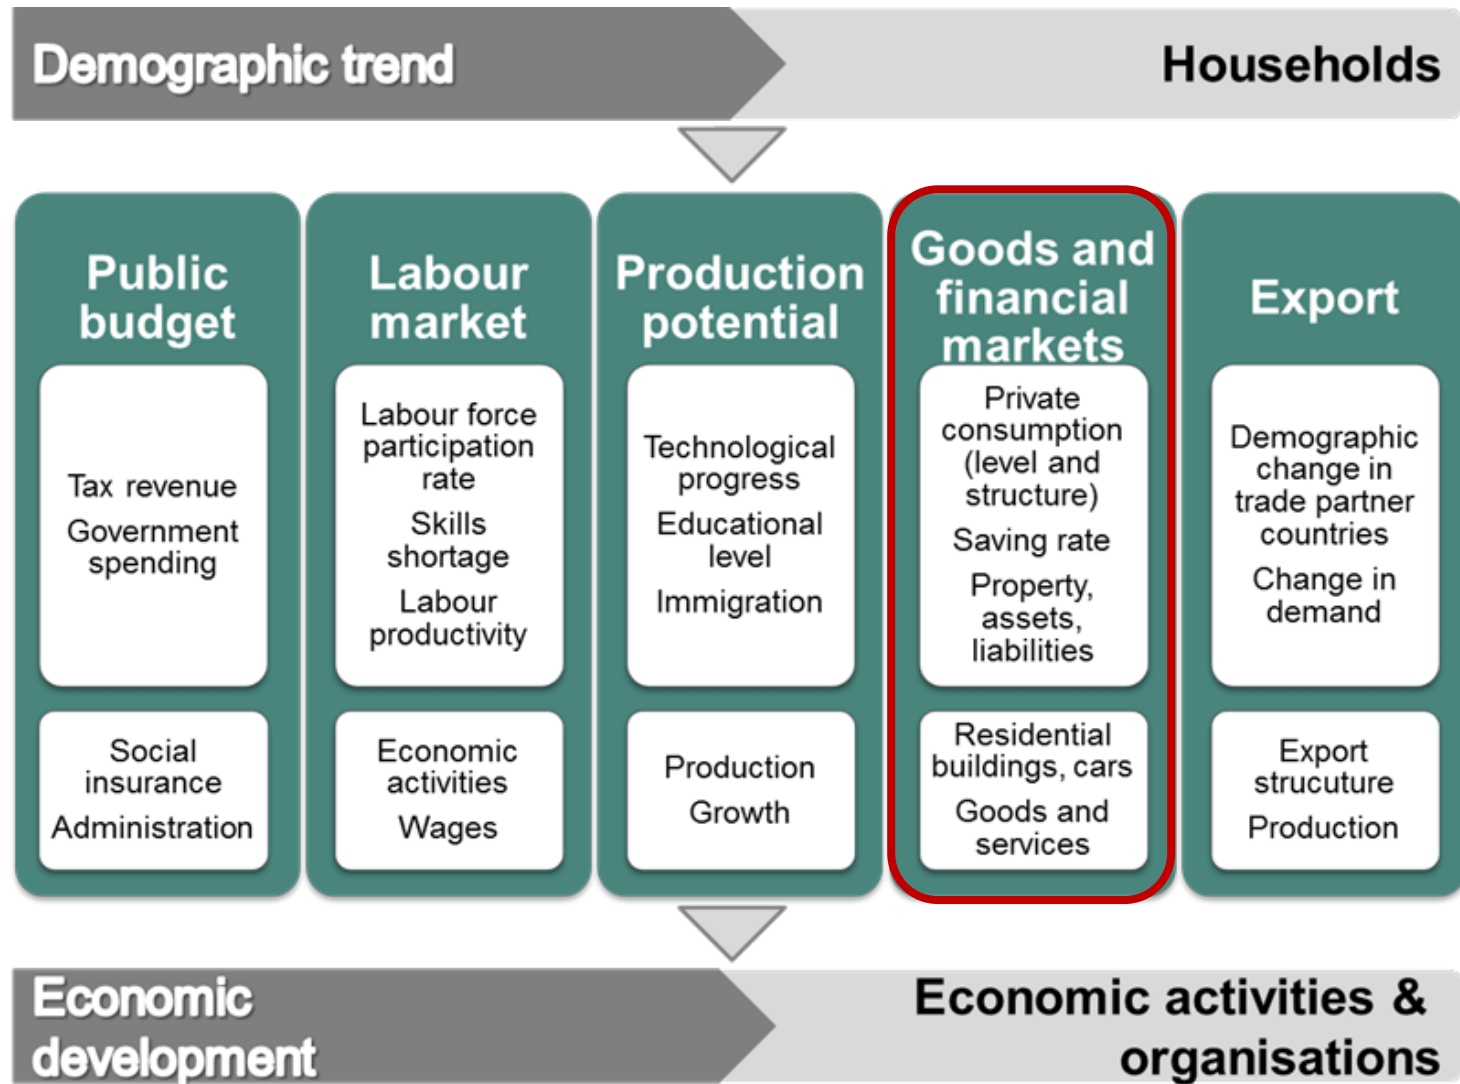 Demographic trend
Households
Public
budget
Tax revenue
Government
spending
Social
insurance
Administration
Labour
market
Labour force
participation
rate
Skills
shortage
Labour
productivity
Economic
activities
Wages
Production
potential
Technological
progress
Educational
level
Immigration
Production
Growth
Goods and
financial
markets
Private
consumption
(level and
structure)
Saving rate
Property,
assets,
liabilities
Residential
buildings, cars
Goods and
services
Export
Demographic
change in
trade partner
countries
Change in
demand
Export
strucuture
Production
Economic
development
Economic activities &
organisations